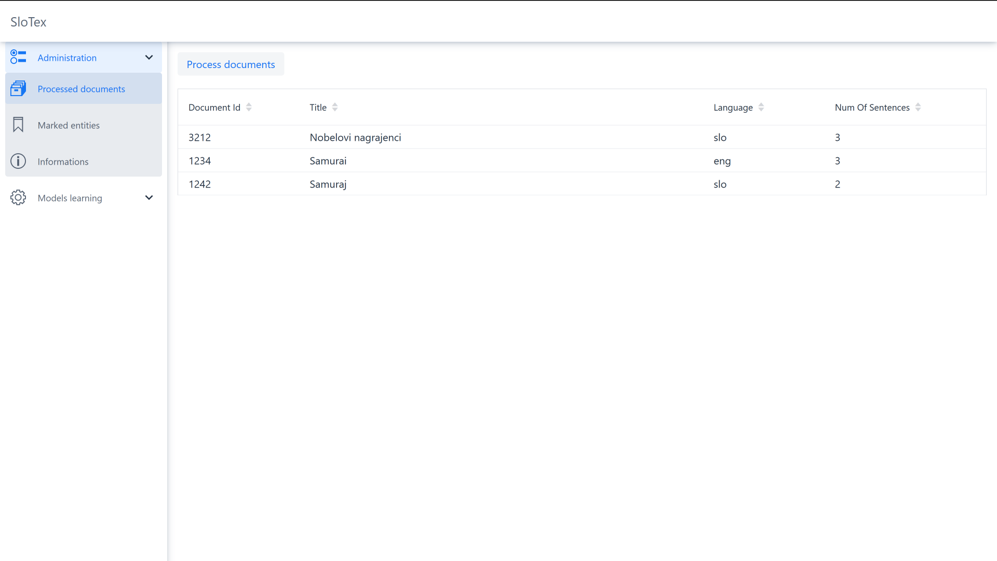 SloTex
Administration
Processed documents
Marked entities
Informations
Models learning
Process documents
Document Id Title Language Num Of Sentences
3212 Nobelovi nagrajenci slo 3
1234 Samurai eng 3
1242 Samuraj slo 2